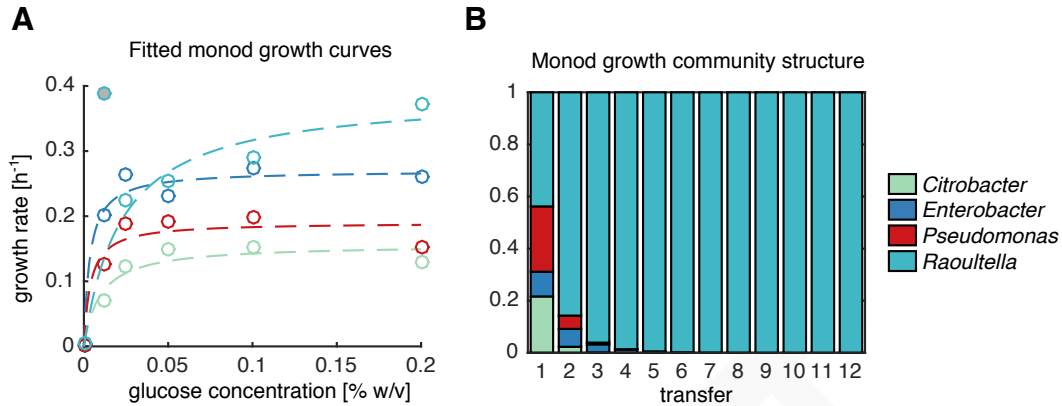 A
Fitted monod growth curves
growth rate [h⁻¹]
0.4
0.3
0.2
0.1
0
0 0.05 0.1 0.15 0.2
glucose concentration [% w/v]
B
Monod growth community structure
1
0.8
0.6
0.4
0.2
0
1 2 3 4 5 6 7 8 9 10 11 12
transfer
Citrobacter
Enterobacter
Pseudomonas
Raoultella